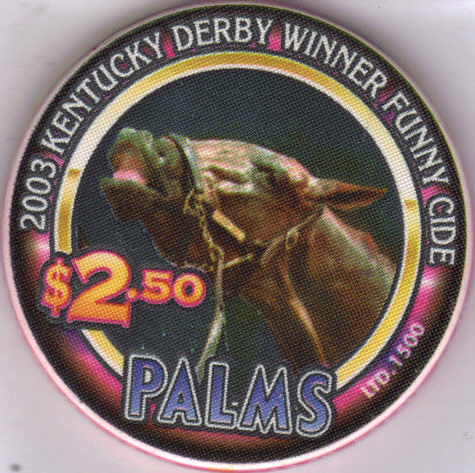 2003 KENTUCKY DERBY WINNER FUNNY CIDE
$2.50
PALMS
LTD. 1500